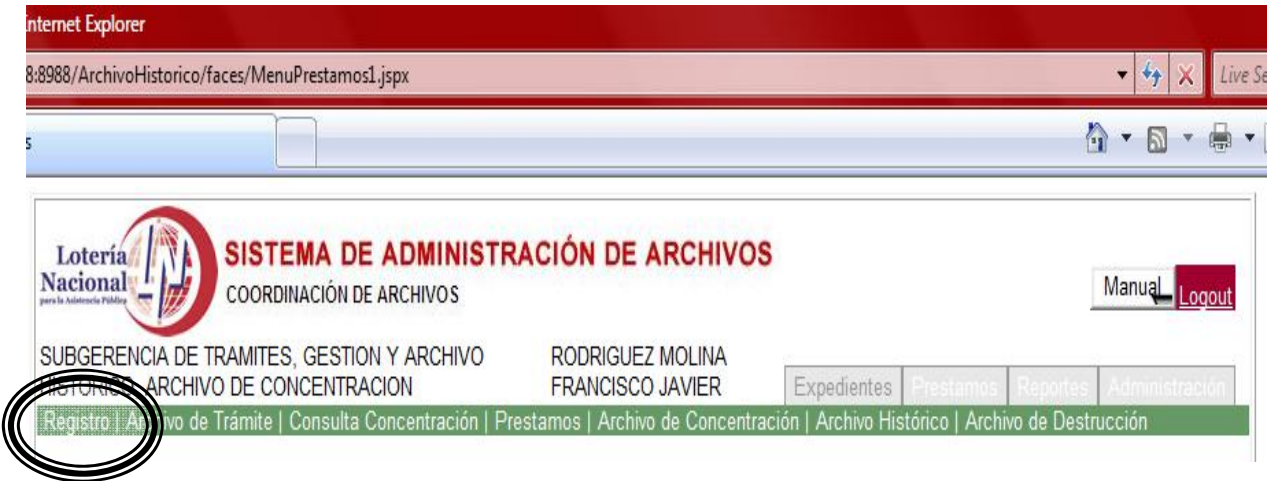 Internet Explorer
8:8988/ArchivoHistorico/faces/MenuPrestamos1.jspx
Live Se
s
Lotería
Nacional
para la Asistencia Pública
SISTEMA DE ADMINISTRACIÓN DE ARCHIVOS
COORDINACIÓN DE ARCHIVOS
Manual Logout
SUBGERENCIA DE TRAMITES, GESTION Y ARCHIVO
HISTORICO, ARCHIVO DE CONCENTRACION
RODRIGUEZ MOLINA
FRANCISCO JAVIER
Expedientes Prestamos Reportes Administración
Registro | Archivo de Trámite | Consulta Concentración | Prestamos | Archivo de Concentración | Archivo Histórico | Archivo de Destrucción